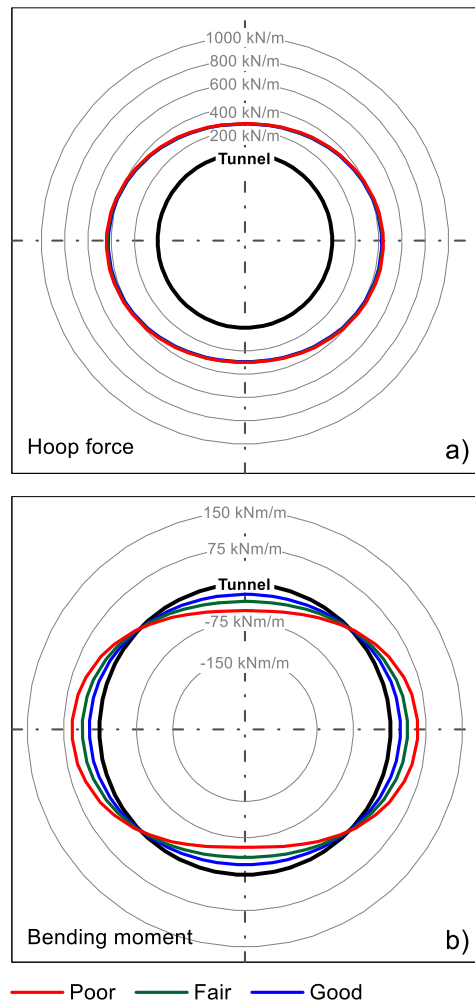 1000 kN/m
800 kN/m
600 kN/m
400 kN/m
200 kN/m
Tunnel
Hoop force
a)
150 kNm/m
75 kNm/m
Tunnel
-75 kNm/m
-150 kNm/m
Bending moment
b)
Poor Fair Good